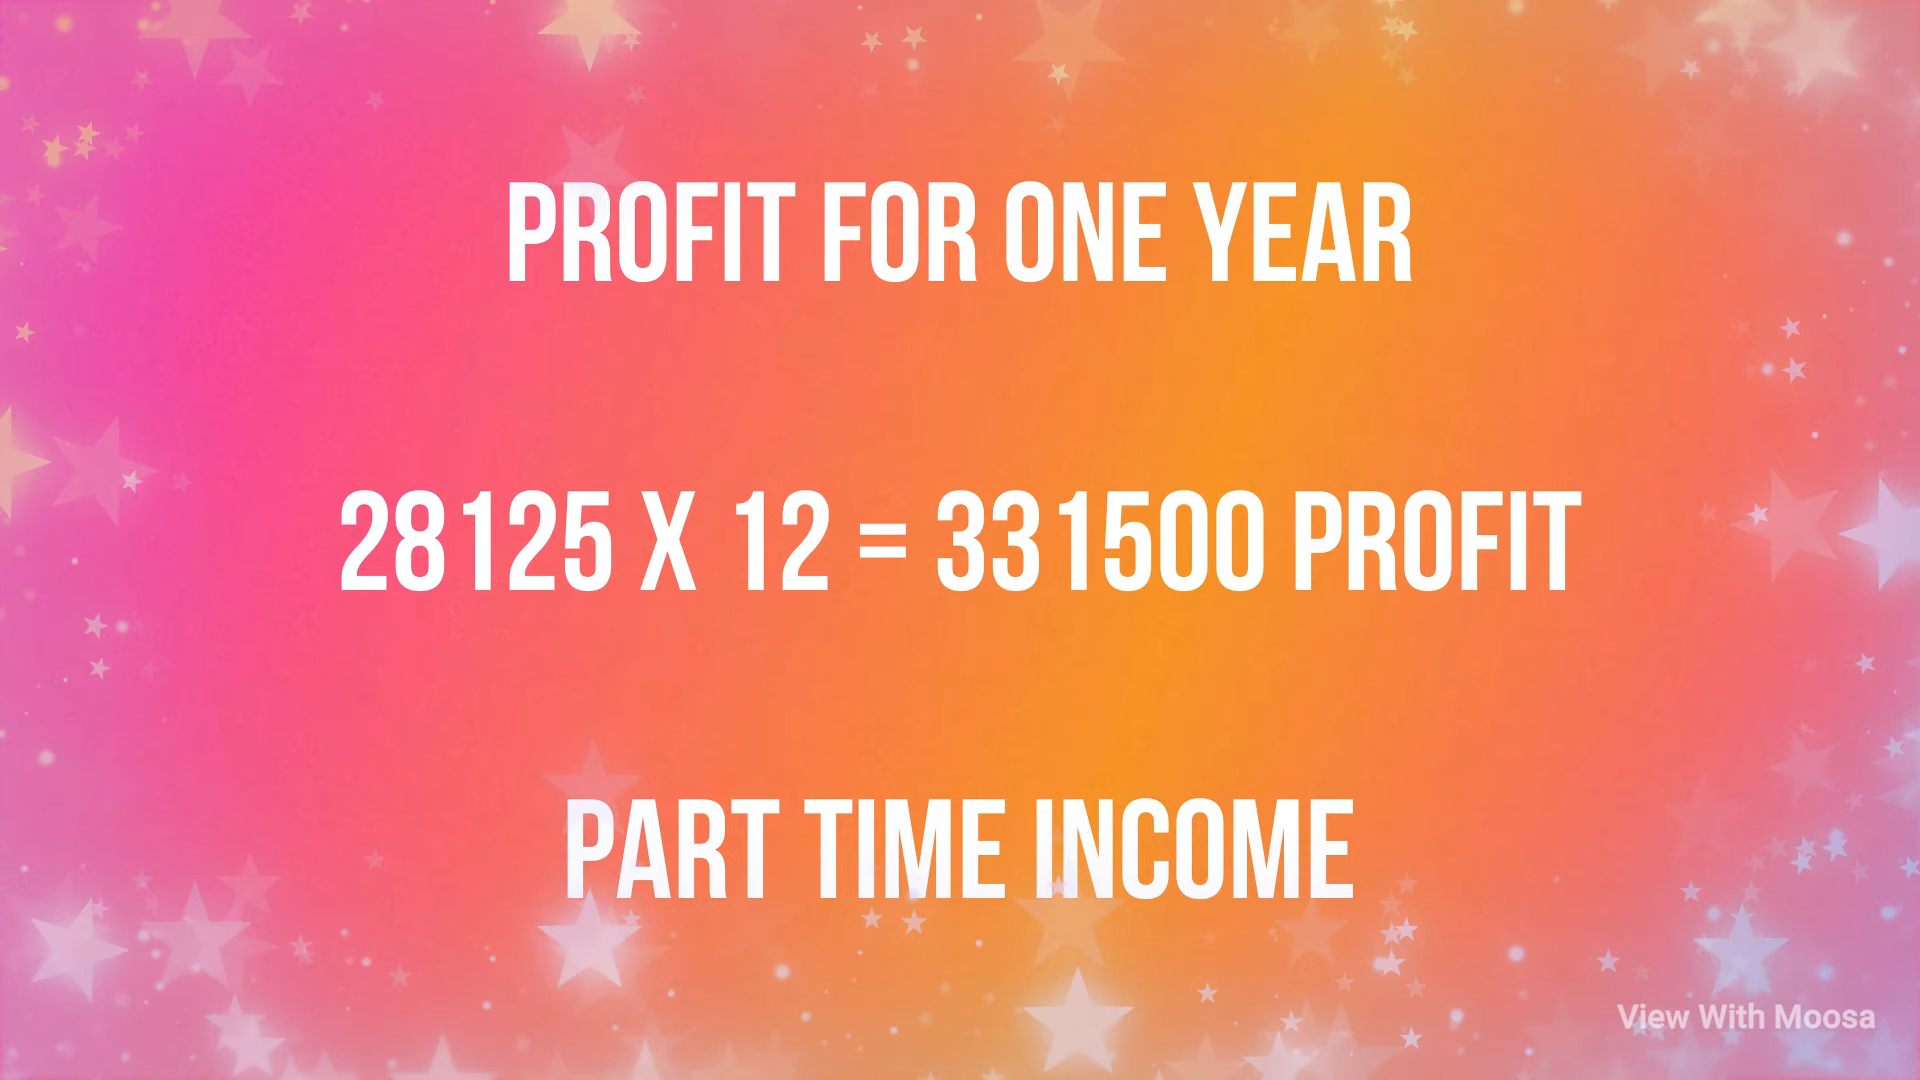 PROFIT FOR ONE YEAR
28125 X 12 = 331500 PROFIT
PART TIME INCOME
View With Moosa